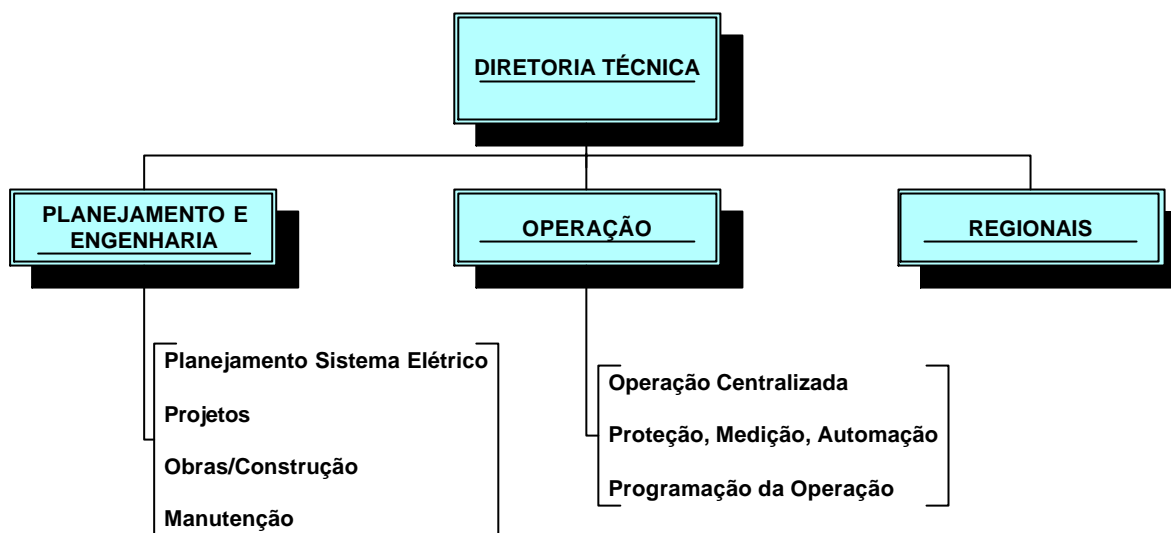 DIRETORIA TÉCNICA
PLANEJAMENTO E
ENGENHARIA
OPERAÇÃO
REGIONAIS
Planejamento Sistema Elétrico
Projetos
Obras/Construção
Manutenção
Operação Centralizada
Proteção, Medição, Automação
Programação da Operação